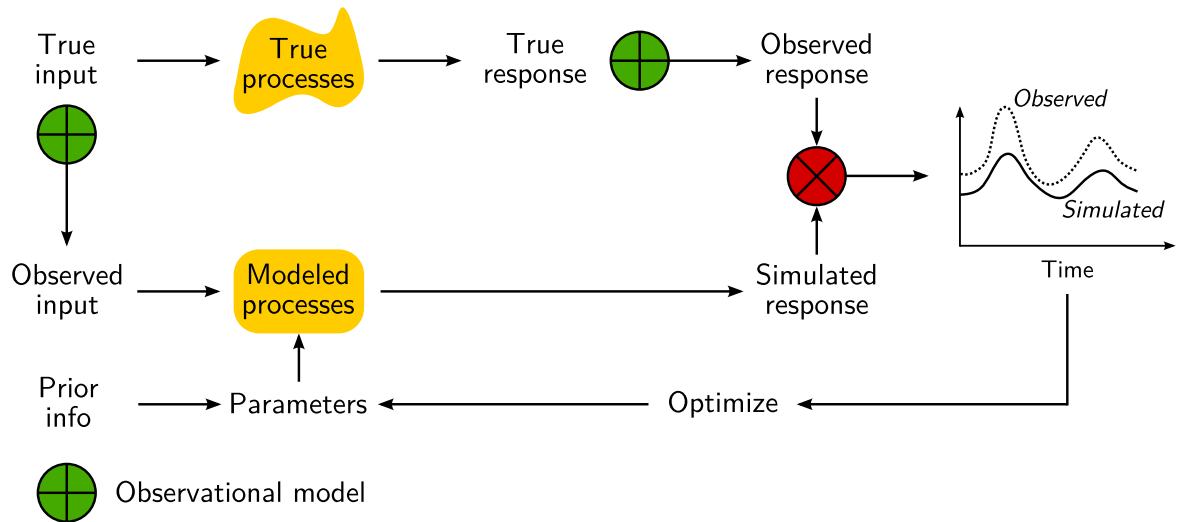 True
input
True
processes
True
response
Observed
response
Observed
Simulated
Time
Observed
input
Modeled
processes
Simulated
response
Prior
info
Parameters
Optimize
Observational model